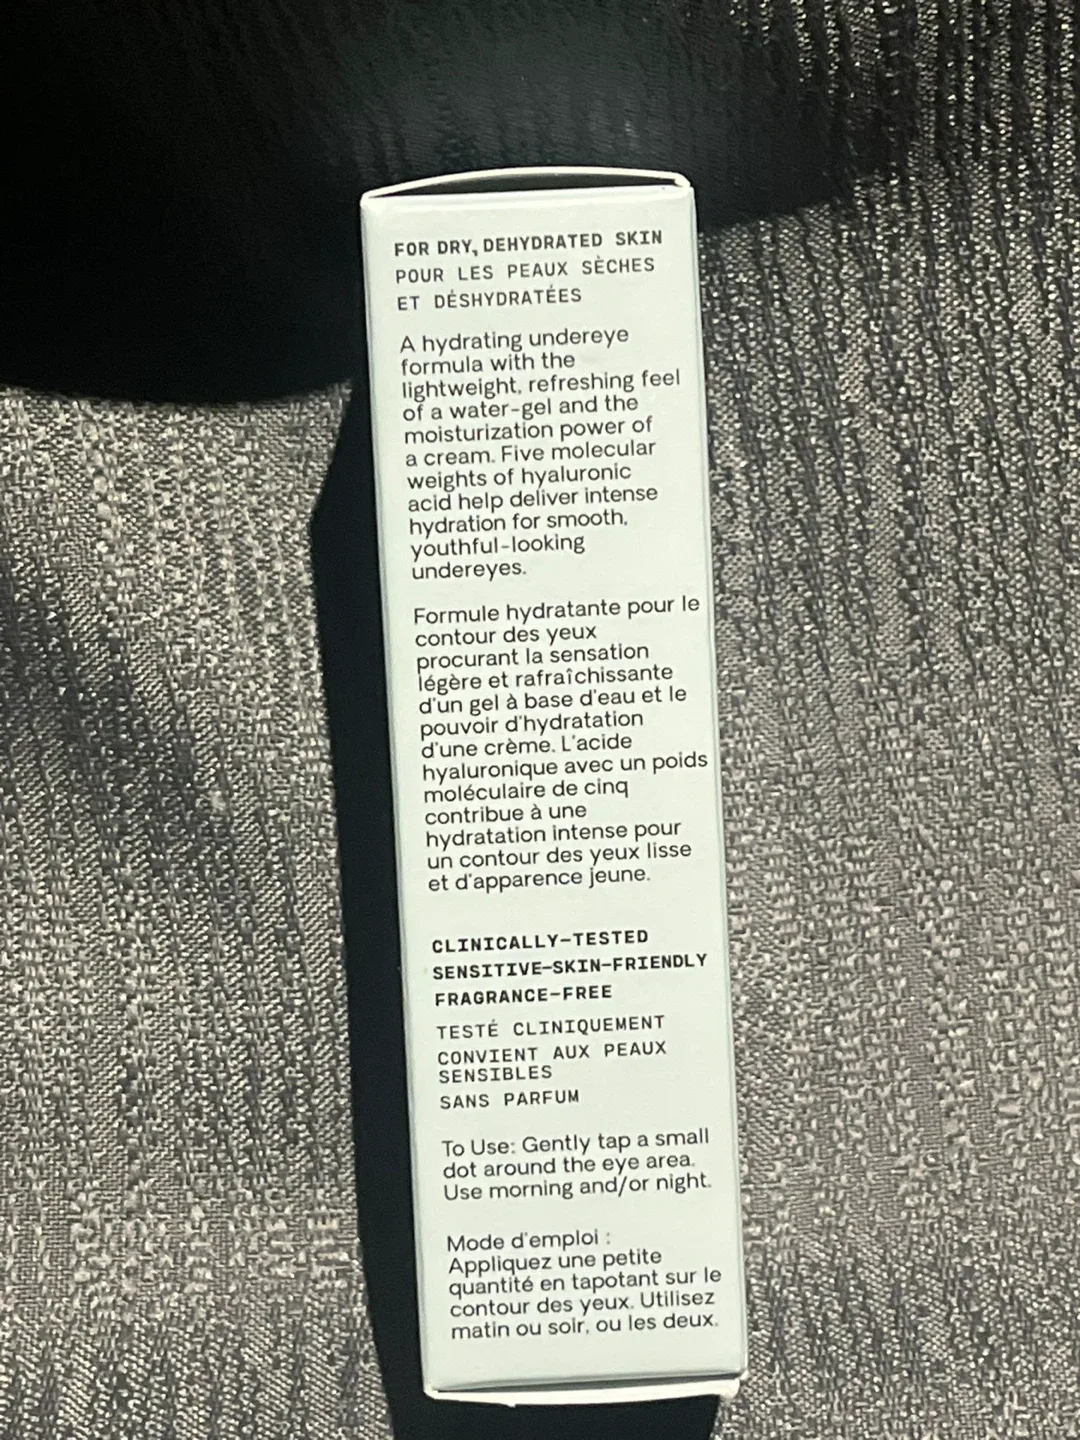 FOR DRY, DEHYDRATED SKIN
POUR LES PEAUX SÈCHES
ET DÉSHYDRATÉES
A hydrating undereye
formula with the
lightweight, refreshing feel
of a water-gel and the
moisturization power of
a cream. Five molecular
weights of hyaluronic
acid help deliver intense
hydration for smooth,
youthful-looking
undereyes.
Formule hydratante pour le
contour des yeux
procurant la sensation
légère et rafraîchissante
d'un gel à base d'eau et le
pouvoir d'hydratation
d'une crème. L'acide
hyaluronique avec un poids
moléculaire de cinq
contribue à une
hydratation intense pour
un contour des yeux lisse
et d'apparence jeune.
CLINICALLY-TESTED
SENSITIVE-SKIN-FRIENDLY
FRAGRANCE-FREE
TESTÉ CLINIQUEMENT
CONVIENT AUX PEAUX
SENSIBLES
SANS PARFUM
To Use: Gently tap a small
dot around the eye area.
Use morning and/or night.
Mode d'emploi :
Appliquez une petite
quantité en tapotant sur le
contour des yeux. Utilisez
matin ou soir, ou les deux.